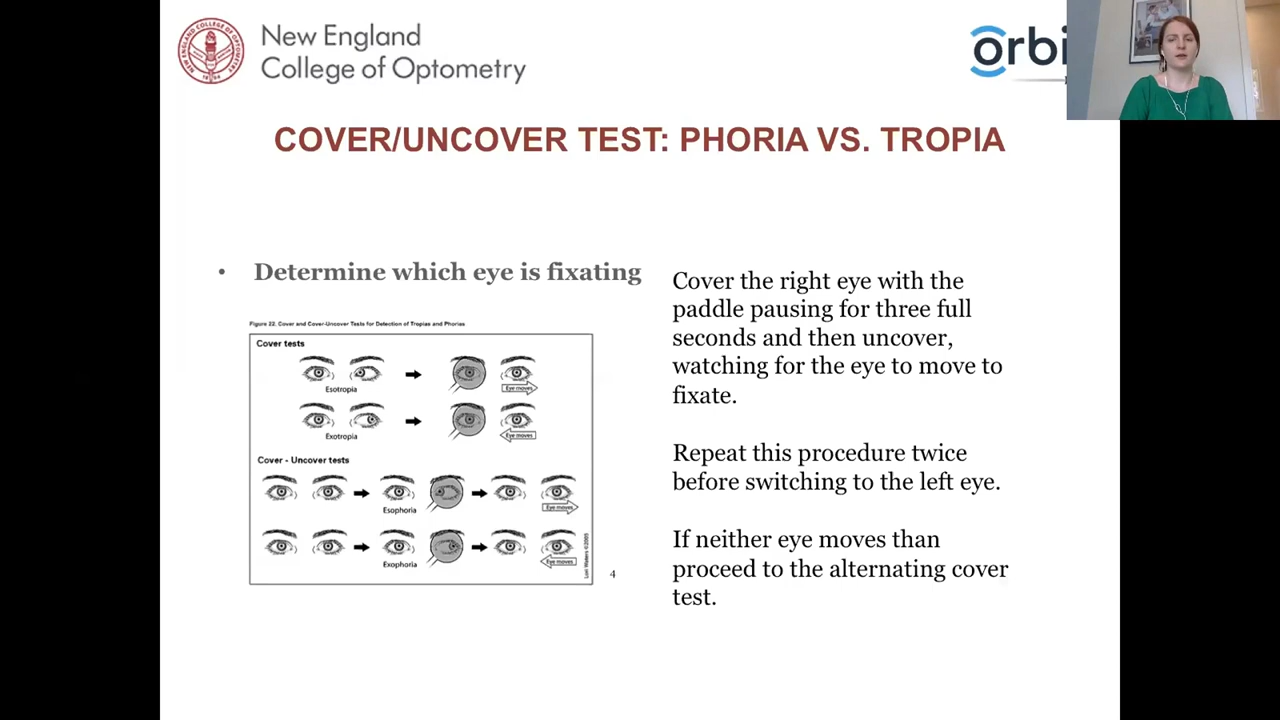 New England
College of Optometry
orbi
COVER/UNCOVER TEST: PHORIA VS. TROPIA
• Determine which eye is fixating
Figure 22. Cover and Cover-Uncover Tests for Detection of Tropias and Phorias
Cover tests
Esotropia
Eye moves
Exotropia
Eye moves
Cover - Uncover tests
Esophoria
Eye moves
Exophoria
Eye moves
Lori Waters ©2003
4
Cover the right eye with the
paddle pausing for three full
seconds and then uncover,
watching for the eye to move to
fixate.
Repeat this procedure twice
before switching to the left eye.
If neither eye moves than
proceed to the alternating cover
test.